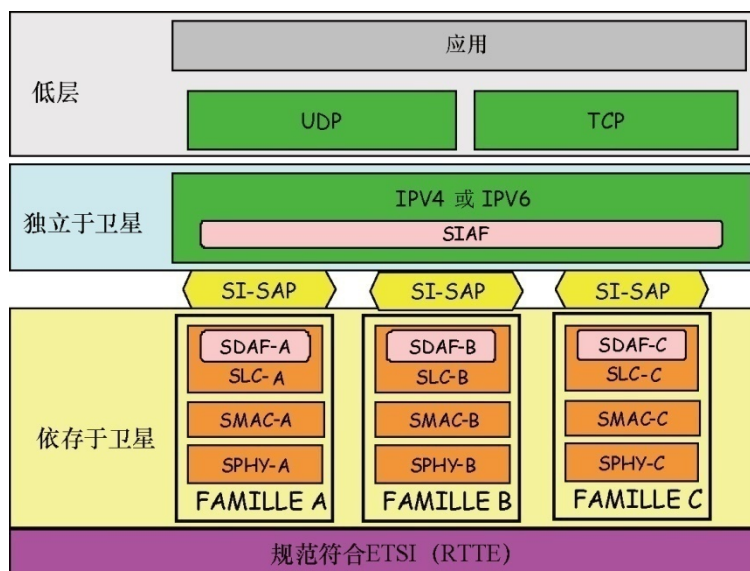 应用
低层
UDP
TCP
IPV4 或 IPV6
独立于卫星
SIAF
SI-SAP
SI-SAP
SI-SAP
SDAF-A
SLC-A
SMAC-A
SPHY-A
FAMILLE A
SDAF-B
SLC-B
SMAC-B
SPHY-B
FAMILLE B
SDAF-C
SLC-C
SMAC-C
SPHY-C
FAMILLE C
依存于卫星
规范符合ETSI（RTTE）